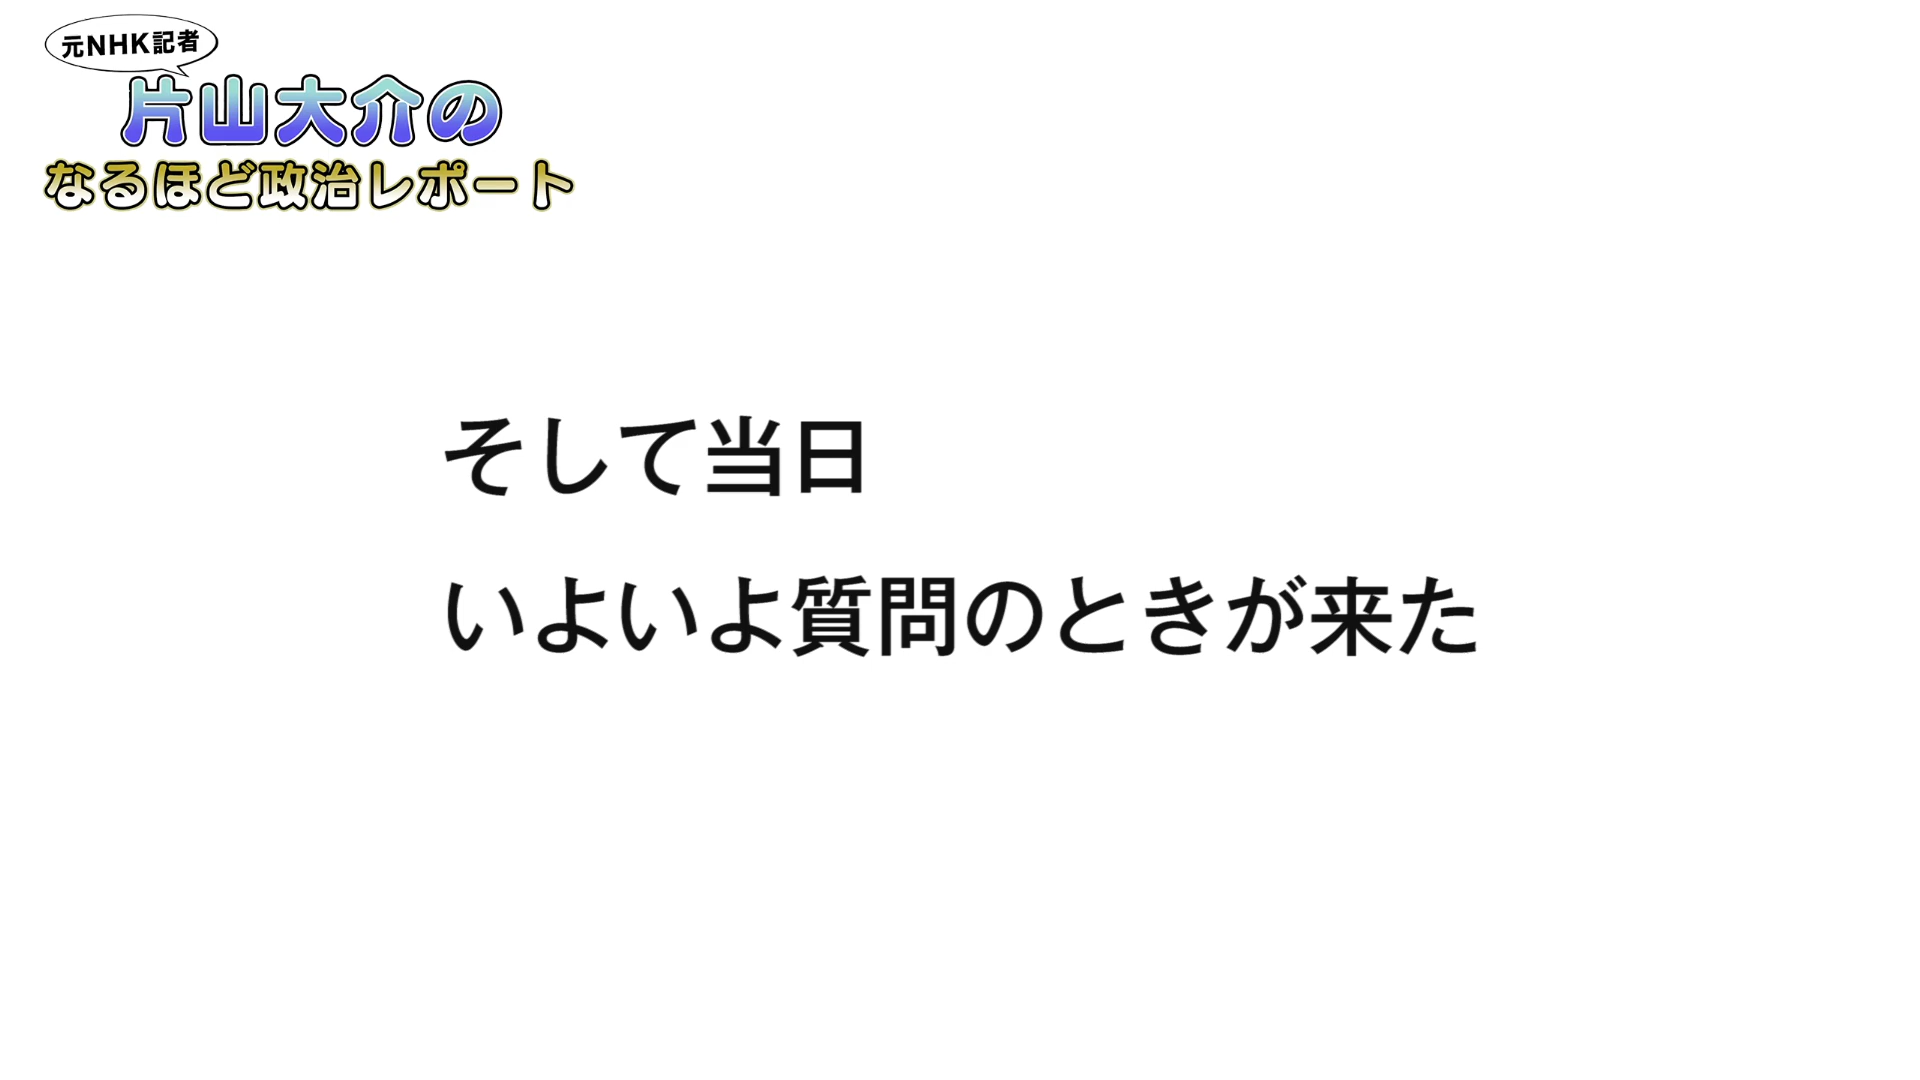 元NHK記者
片山大介の
なるほど政治レポート
そして当日
いよいよ質問のときが来た